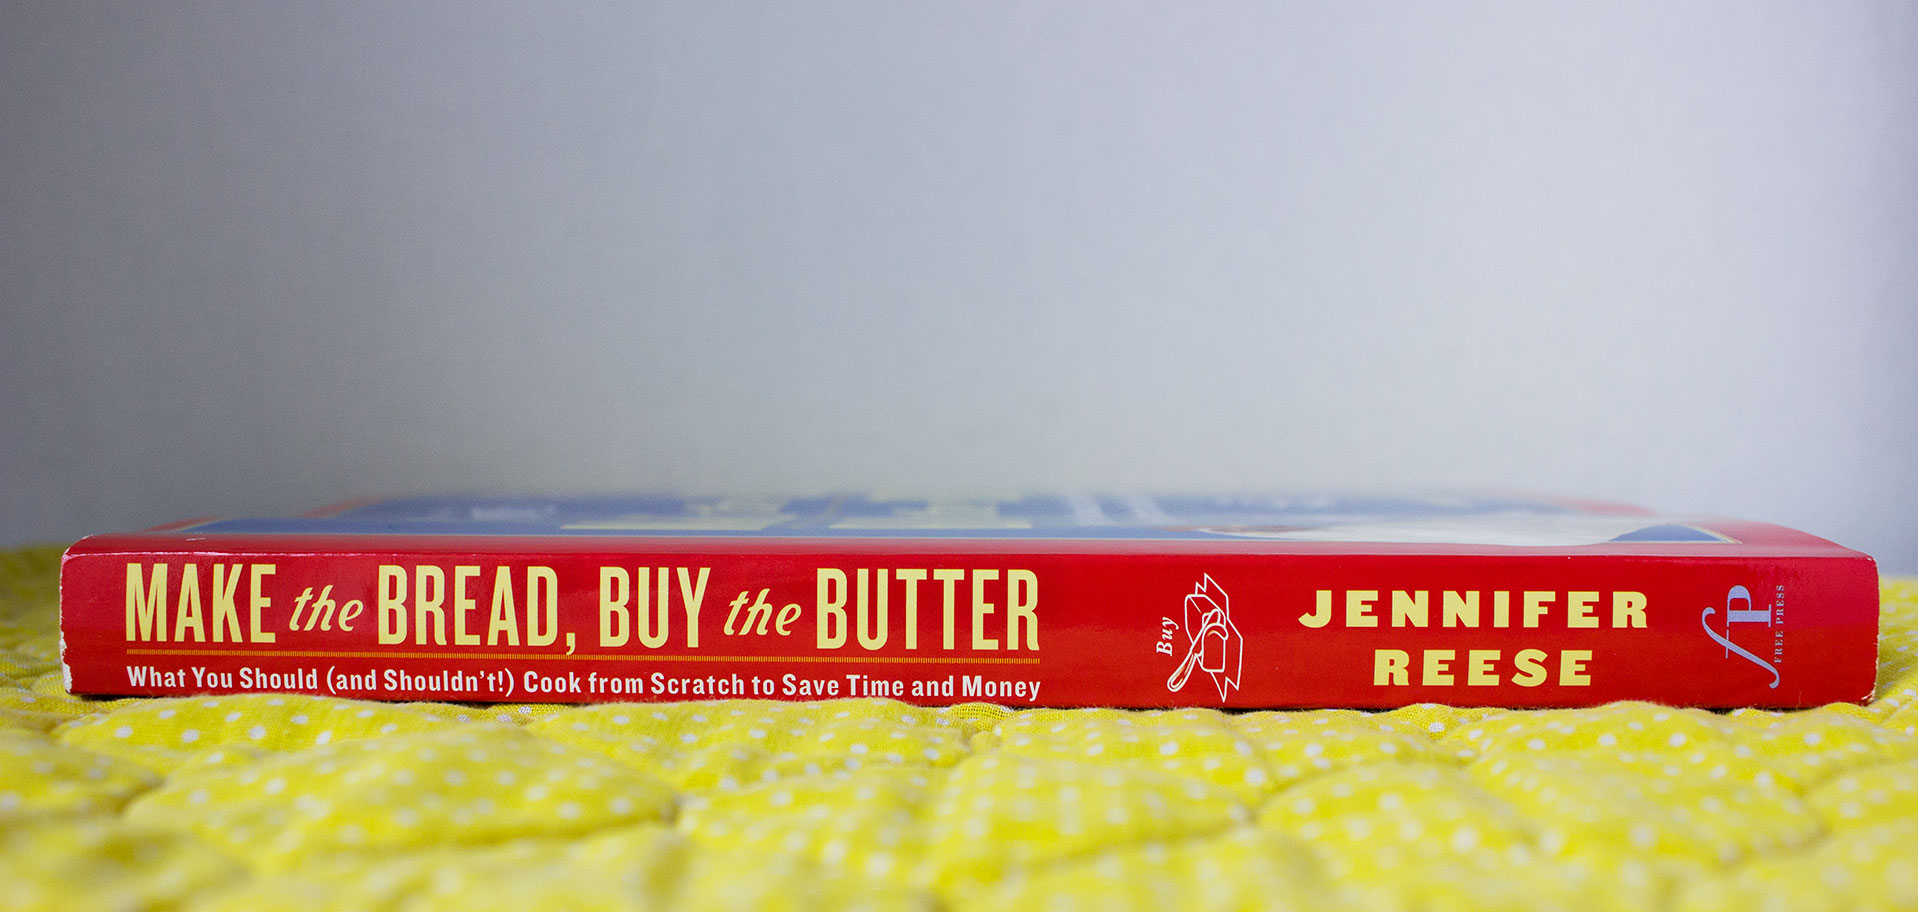 MAKE the BREAD, BUY the BUTTER
What You Should (and Shouldn't!) Cook from Scratch to Save Time and Money
Buy
JENNIFER
REESE
fP
FREE PRESS